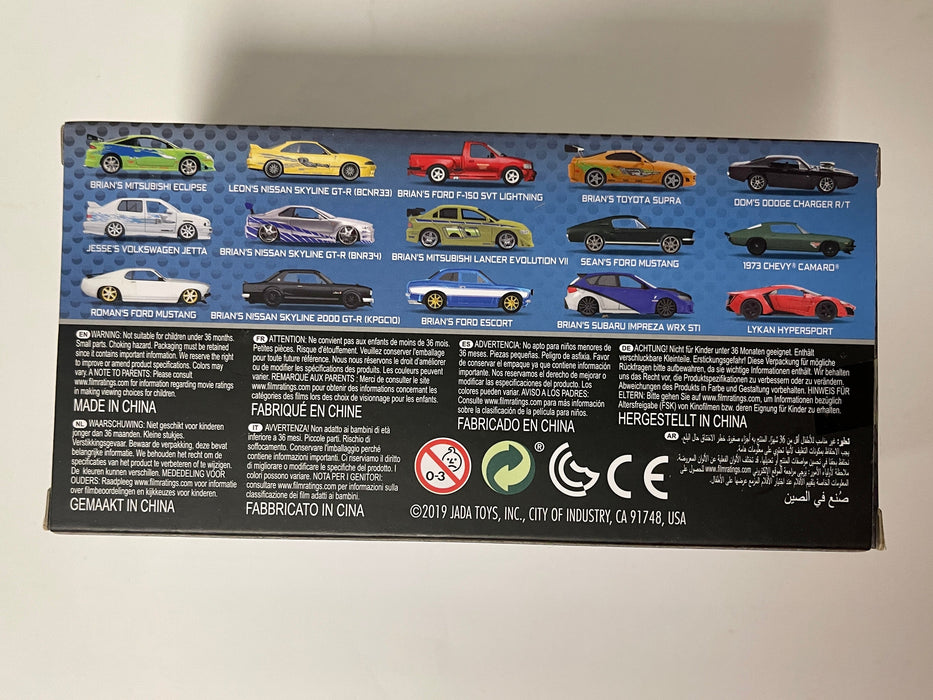 BRIAN'S MITSUBISHI ECLIPSE
LEON'S NISSAN SKYLINE GT-R (BCNR33)
BRIAN'S FORD F-150 SVT LIGHTNING
BRIAN'S TOYOTA SUPRA
DOM'S DODGE CHARGER R/T
JESSE'S VOLKSWAGEN JETTA
BRIAN'S NISSAN SKYLINE GT-R (BNR34)
BRIAN'S MITSUBISHI LANCER EVOLUTION VII
SEAN'S FORD MUSTANG
1973 CHEVY® CAMARO®
ROMAN'S FORD MUSTANG
BRIAN'S NISSAN SKYLINE 2000 GT-R (KPGC10)
BRIAN'S FORD ESCORT
BRIAN'S SUBARU IMPREZA WRX STI
LYKAN HYPERSPORT
EN WARNING: Not suitable for children under 36 months.
Small parts. Choking hazard. Packaging must be retained
since it contains important information. We reserve the right
to improve or amend product specifications. Colors may
vary. A NOTE TO PARENTS: Please consult
www.filmratings.com for information regarding movie ratings
in making viewing choices for children.
MADE IN CHINA
FR ATTENTION: Ne convient pas aux enfants de moins de 36 mois.
Petites pièces. Risque d'étouffement. Veuillez conserver l'emballage
pour toute future consultation. Nous nous réservons le droit d'améliorer
ou de modifier les spécifications des produits. Les couleurs peuvent
varier. REMARQUE AUX PARENTS : Merci de consulter le site
www.filmratings.com pour obtenir des informations concernant les
catégories des films lors des choix de visionnage pour les enfants.
FABRIQUÉ EN CHINE
ES ADVERTENCIA: No apto para niños menores de
36 meses. Piezas pequeñas. Peligro de asfixia. Favor
de conservar el empaque ya que contiene información
importante. Nos reservamos el derecho de mejorar o
modificar las especificaciones del producto. Los
colores pueden variar. AVISO A LOS PADRES:
Consulte www.filmratings.com para más información
sobre la clasificación de la película para niños.
FABRICADO EN CHINA
DE ACHTUNG! Nicht für Kinder unter 36 Monaten geeignet. Enthält
verschluckbare Kleinteile. Erstickungsgefahr! Dieser Verpackung für
Rückfragen bitte aufbewahren, da sie wichtige Informationen enthält. Wir behalten
uns das Recht vor, die Produktspezifikationen zu verbessern oder zu verändern.
Abweichungen des Produkts in Farbe und Gestaltung vorbehalten. HINWEIS FÜR
ELTERN: Bitte gehen Sie auf www.filmratings.com, um Informationen bezüglich
Altersfreigabe (FSK) von Kinofilmen bzw. deren Eignung für Kinder zu erhalten.
HERGESTELLT IN CHINA
NL WAARSCHUWING: Niet geschikt voor kinderen
jonger dan 36 maanden. Kleine stukjes.
Verstikkingsgevaar. Bewaar de verpakking, deze bevat
belangrijke informatie. We behouden het recht om de
specificaties van het product te verbeteren of te wijzigen.
De kleuren kunnen verschillen. MEDEDELING VOOR
OUDERS: Raadpleeg www.filmratings.com voor informatie
over filmbeoordelingen en kijkkeuzes voor kinderen.
GEMAAKT IN CHINA
IT AVVERTENZA! Non adatto ai bambini di età
inferiore a 36 mesi. Piccole parti. Rischio di
soffocamento. Conservare l'imballaggio perché contiene
informazioni importanti. Ci riserviamo il diritto
di migliorare o modificare le specifiche del prodotto. I
colori possono variare. NOTA PER I GENITORI:
consultare www.filmratings.com per informazioni sulla
classificazione dei film adatti ai bambini.
FABBRICATO IN CINA
0-3
®
CE
©2019 JADA TOYS, INC., CITY OF INDUSTRY, CA 91748, USA
AR
www.filmratings.com
صُنع في الصين